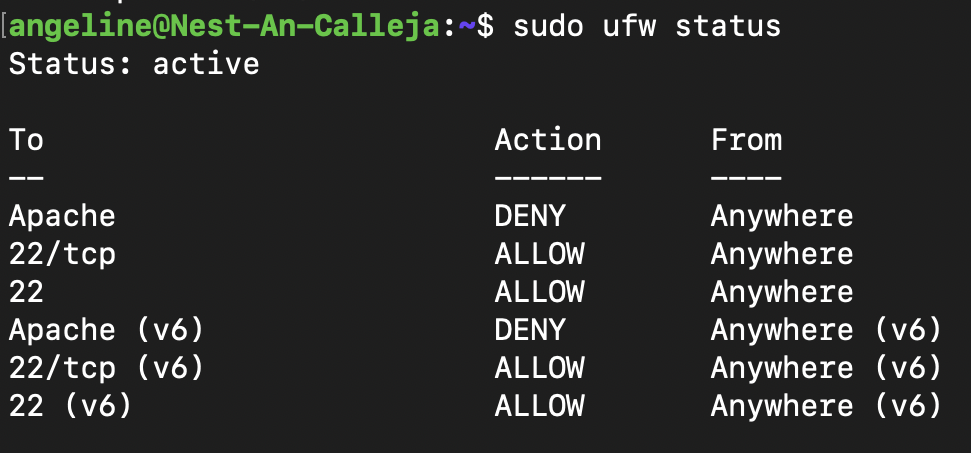 [angeline@Nest-An-Calleja:~$ sudo ufw status
Status: active
To Action From
-- ------ ----
Apache DENY Anywhere
22/tcp ALLOW Anywhere
22 ALLOW Anywhere
Apache (v6) DENY Anywhere (v6)
22/tcp (v6) ALLOW Anywhere (v6)
22 (v6) ALLOW Anywhere (v6)